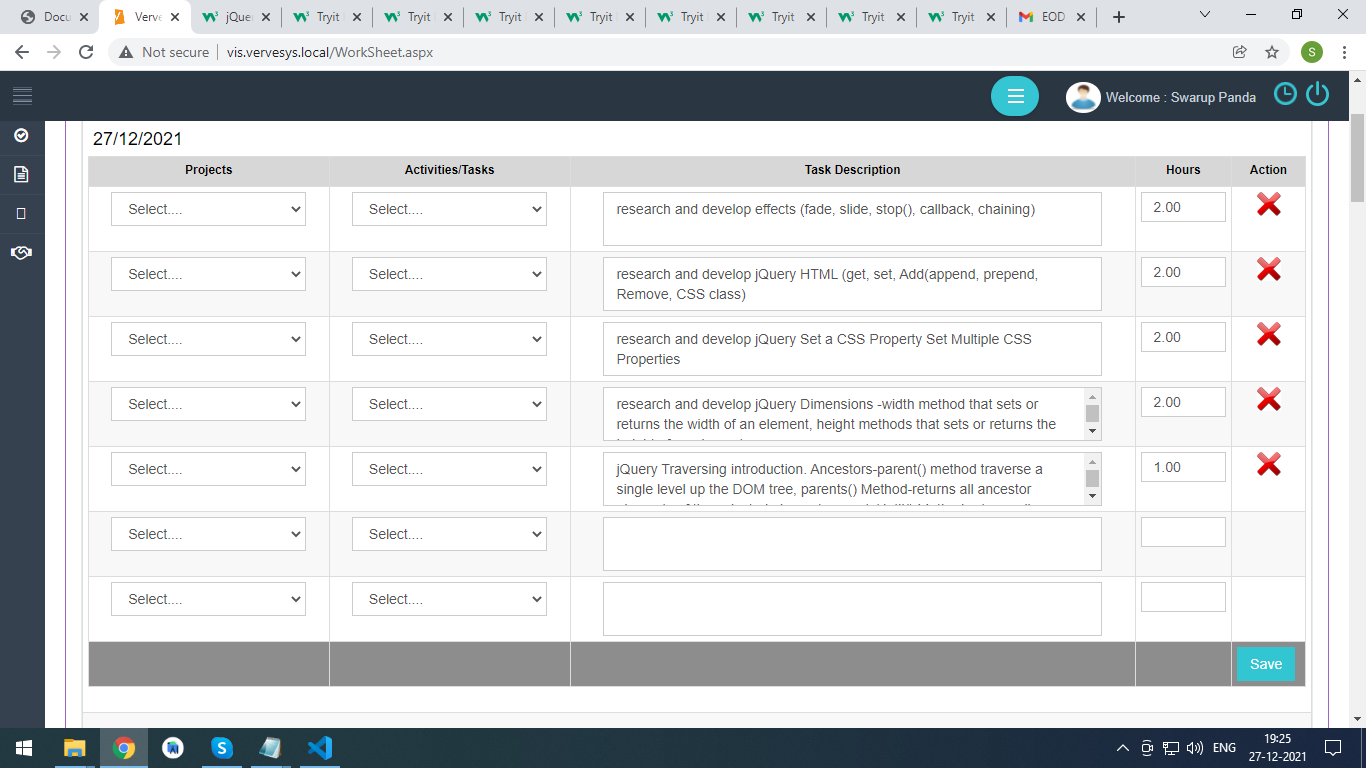 Docu
Verve
jQuer
Tryit
Tryit
Tryit
Tryit
Tryit
Tryit
Tryit
Tryit
EOD
Not secure
vis.vervesys.local/WorkSheet.aspx
S
Welcome : Swarup Panda
27/12/2021
Projects Activities/Tasks Task Description Hours Action
Select.... Select.... research and develop effects (fade, slide, stop(), callback, chaining) 2.00
Select.... Select.... research and develop jQuery HTML (get, set, Add(append, prepend, 2.00
Remove, CSS class)
Select.... Select.... research and develop jQuery Set a CSS Property Set Multiple CSS 2.00
Properties
Select.... Select.... research and develop jQuery Dimensions -width method that sets or 2.00
returns the width of an element, height methods that sets or returns the
Select.... Select.... jQuery Traversing introduction. Ancestors-parent() method traverse a 1.00
single level up the DOM tree, parents() Method-returns all ancestor
Select.... Select....
Select.... Select....
Save
ENG
19:25
27-12-2021